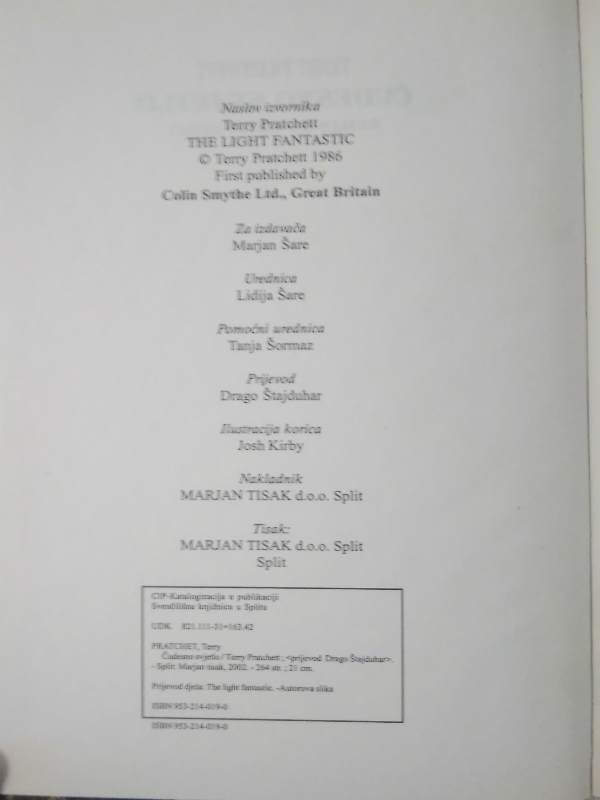 Naslov izvornika
Terry Pratchett
THE LIGHT FANTASTIC
© Terry Pratchett 1986
First published by
Colin Smythe Ltd., Great Britain
Za izdavača
Marjan Šare
Urednica
Lidija Šare
Pomoćni urednica
Tanja Šormaz
Prijevod
Drago Štajduhar
Ilustracija korica
Josh Kirby
Nakladnik
MARJAN TISAK d.o.o. Split
Tisak:
MARJAN TISAK d.o.o. Split
Split
CIP-Katalogizacija u publikaciji
Sveučilišna knjižnica u Splitu
UDK 821.111-31=163.42
PRATCHET, Terry
Čudesno svjetlo / Terry Pratchett ; <prijevod Drago Štajduhar>.
- Split: Marjan tisak, 2002. - 264 str. ; 21 cm.
Prijevod djela: The light fantastic. -Autorova slika
ISBN 953-214-019-0
ISBN 953-214-019-0